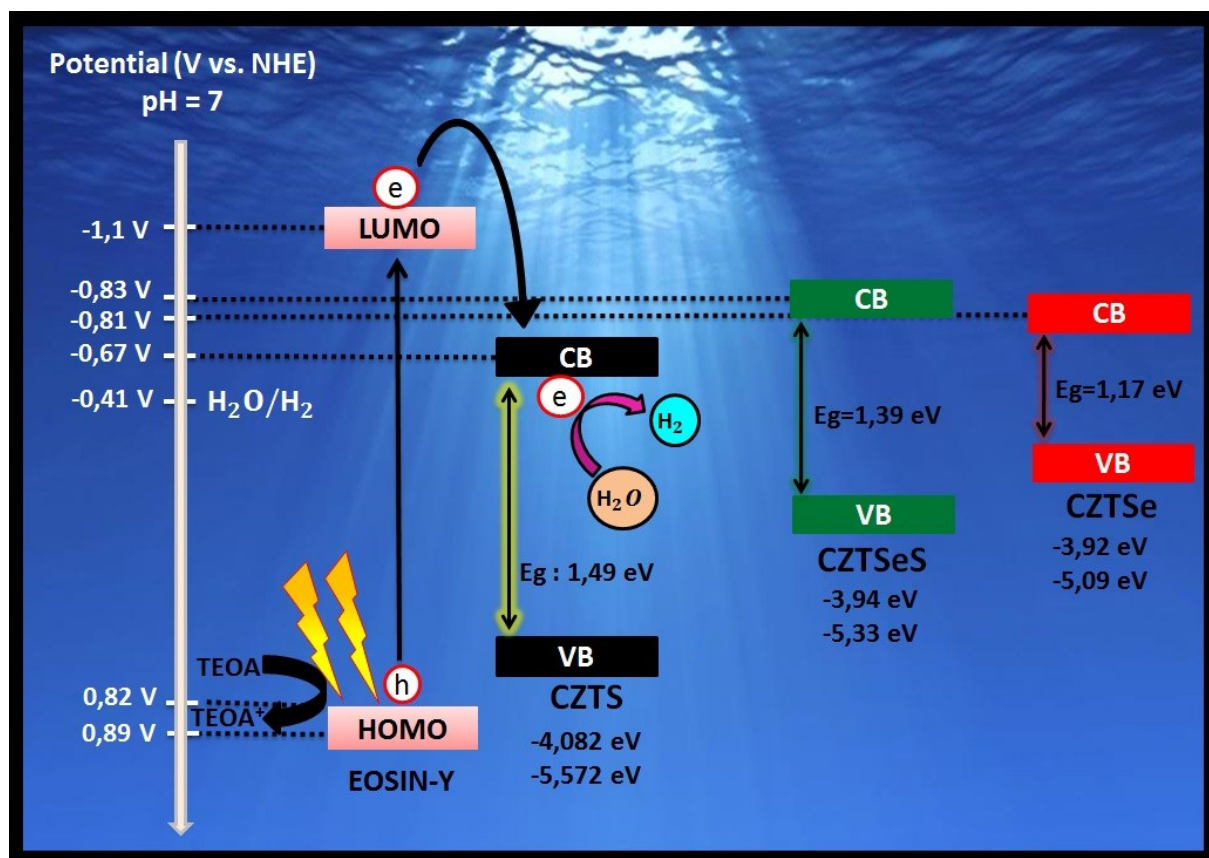 Potential (V vs. NHE)
pH = 7
-1,1 V
-0,83 V
-0,81 V
-0,67 V
-0,41 V
H₂O/H₂
0,82 V
0,89 V
e
LUMO
TEOA
TEOA⁺
h
HOMO
EOSIN-Y
CB
e
H₂
H₂O
Eg : 1,49 eV
VB
CZTS
-4,082 eV
-5,572 eV
CB
Eg=1,39 eV
VB
CZTSeS
-3,94 eV
-5,33 eV
CB
Eg=1,17 eV
VB
CZTSe
-3,92 eV
-5,09 eV